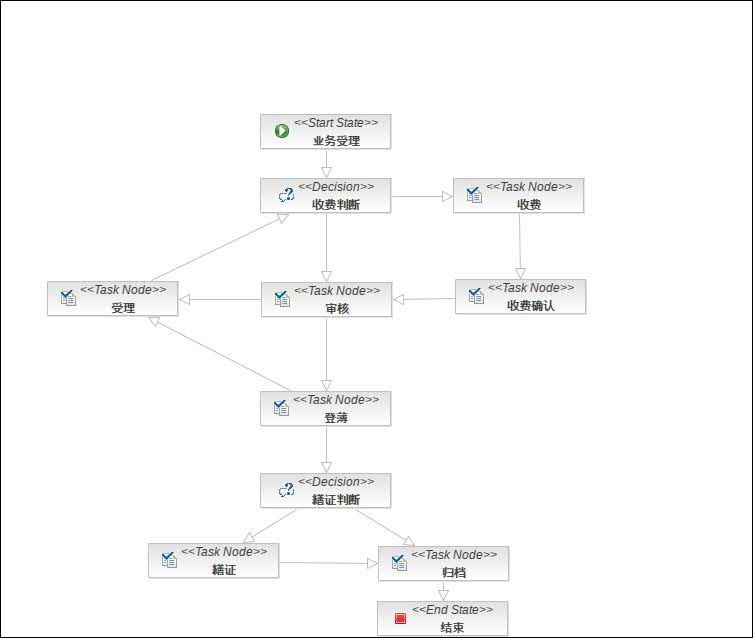 <<Start State>>
业务受理
<<Decision>>
收费判断
<<Task Node>>
收费
<<Task Node>>
受理
<<Task Node>>
审核
<<Task Node>>
收费确认
<<Task Node>>
登薄
<<Decision>>
繕证判断
<<Task Node>>
繕证
<<Task Node>>
归档
<<End State>>
结束